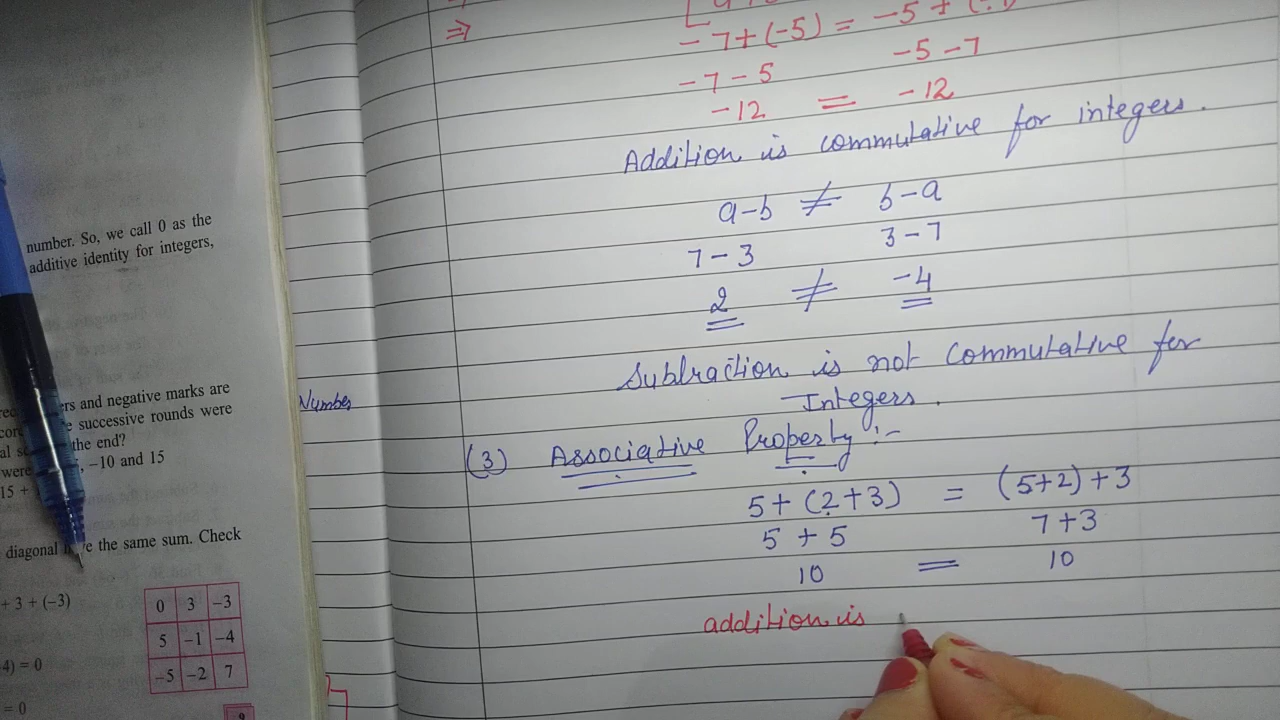 number. So, we call 0 as the
additive identity for integers,
and negative marks are
successive rounds were
the end?
were
, −10 and 15
15 +
diagonal
the same sum. Check
+ 3 + (−3)
0 3 −3
5 −1 −4
−5 −2 7
4) = 0
= 0
9
Number
⇒
-7+(-5) = -5+
-7-5 -5-7
-12 = -12
Addition is commutative for integers.
a-b ≠ b-a
7-3 3-7
2 ≠ -4
Subtraction is not commutative for
Integers.
(3) Associative Property :-
5+(2+3) = (5+2)+3
5+5 7+3
10 = 10
addition is